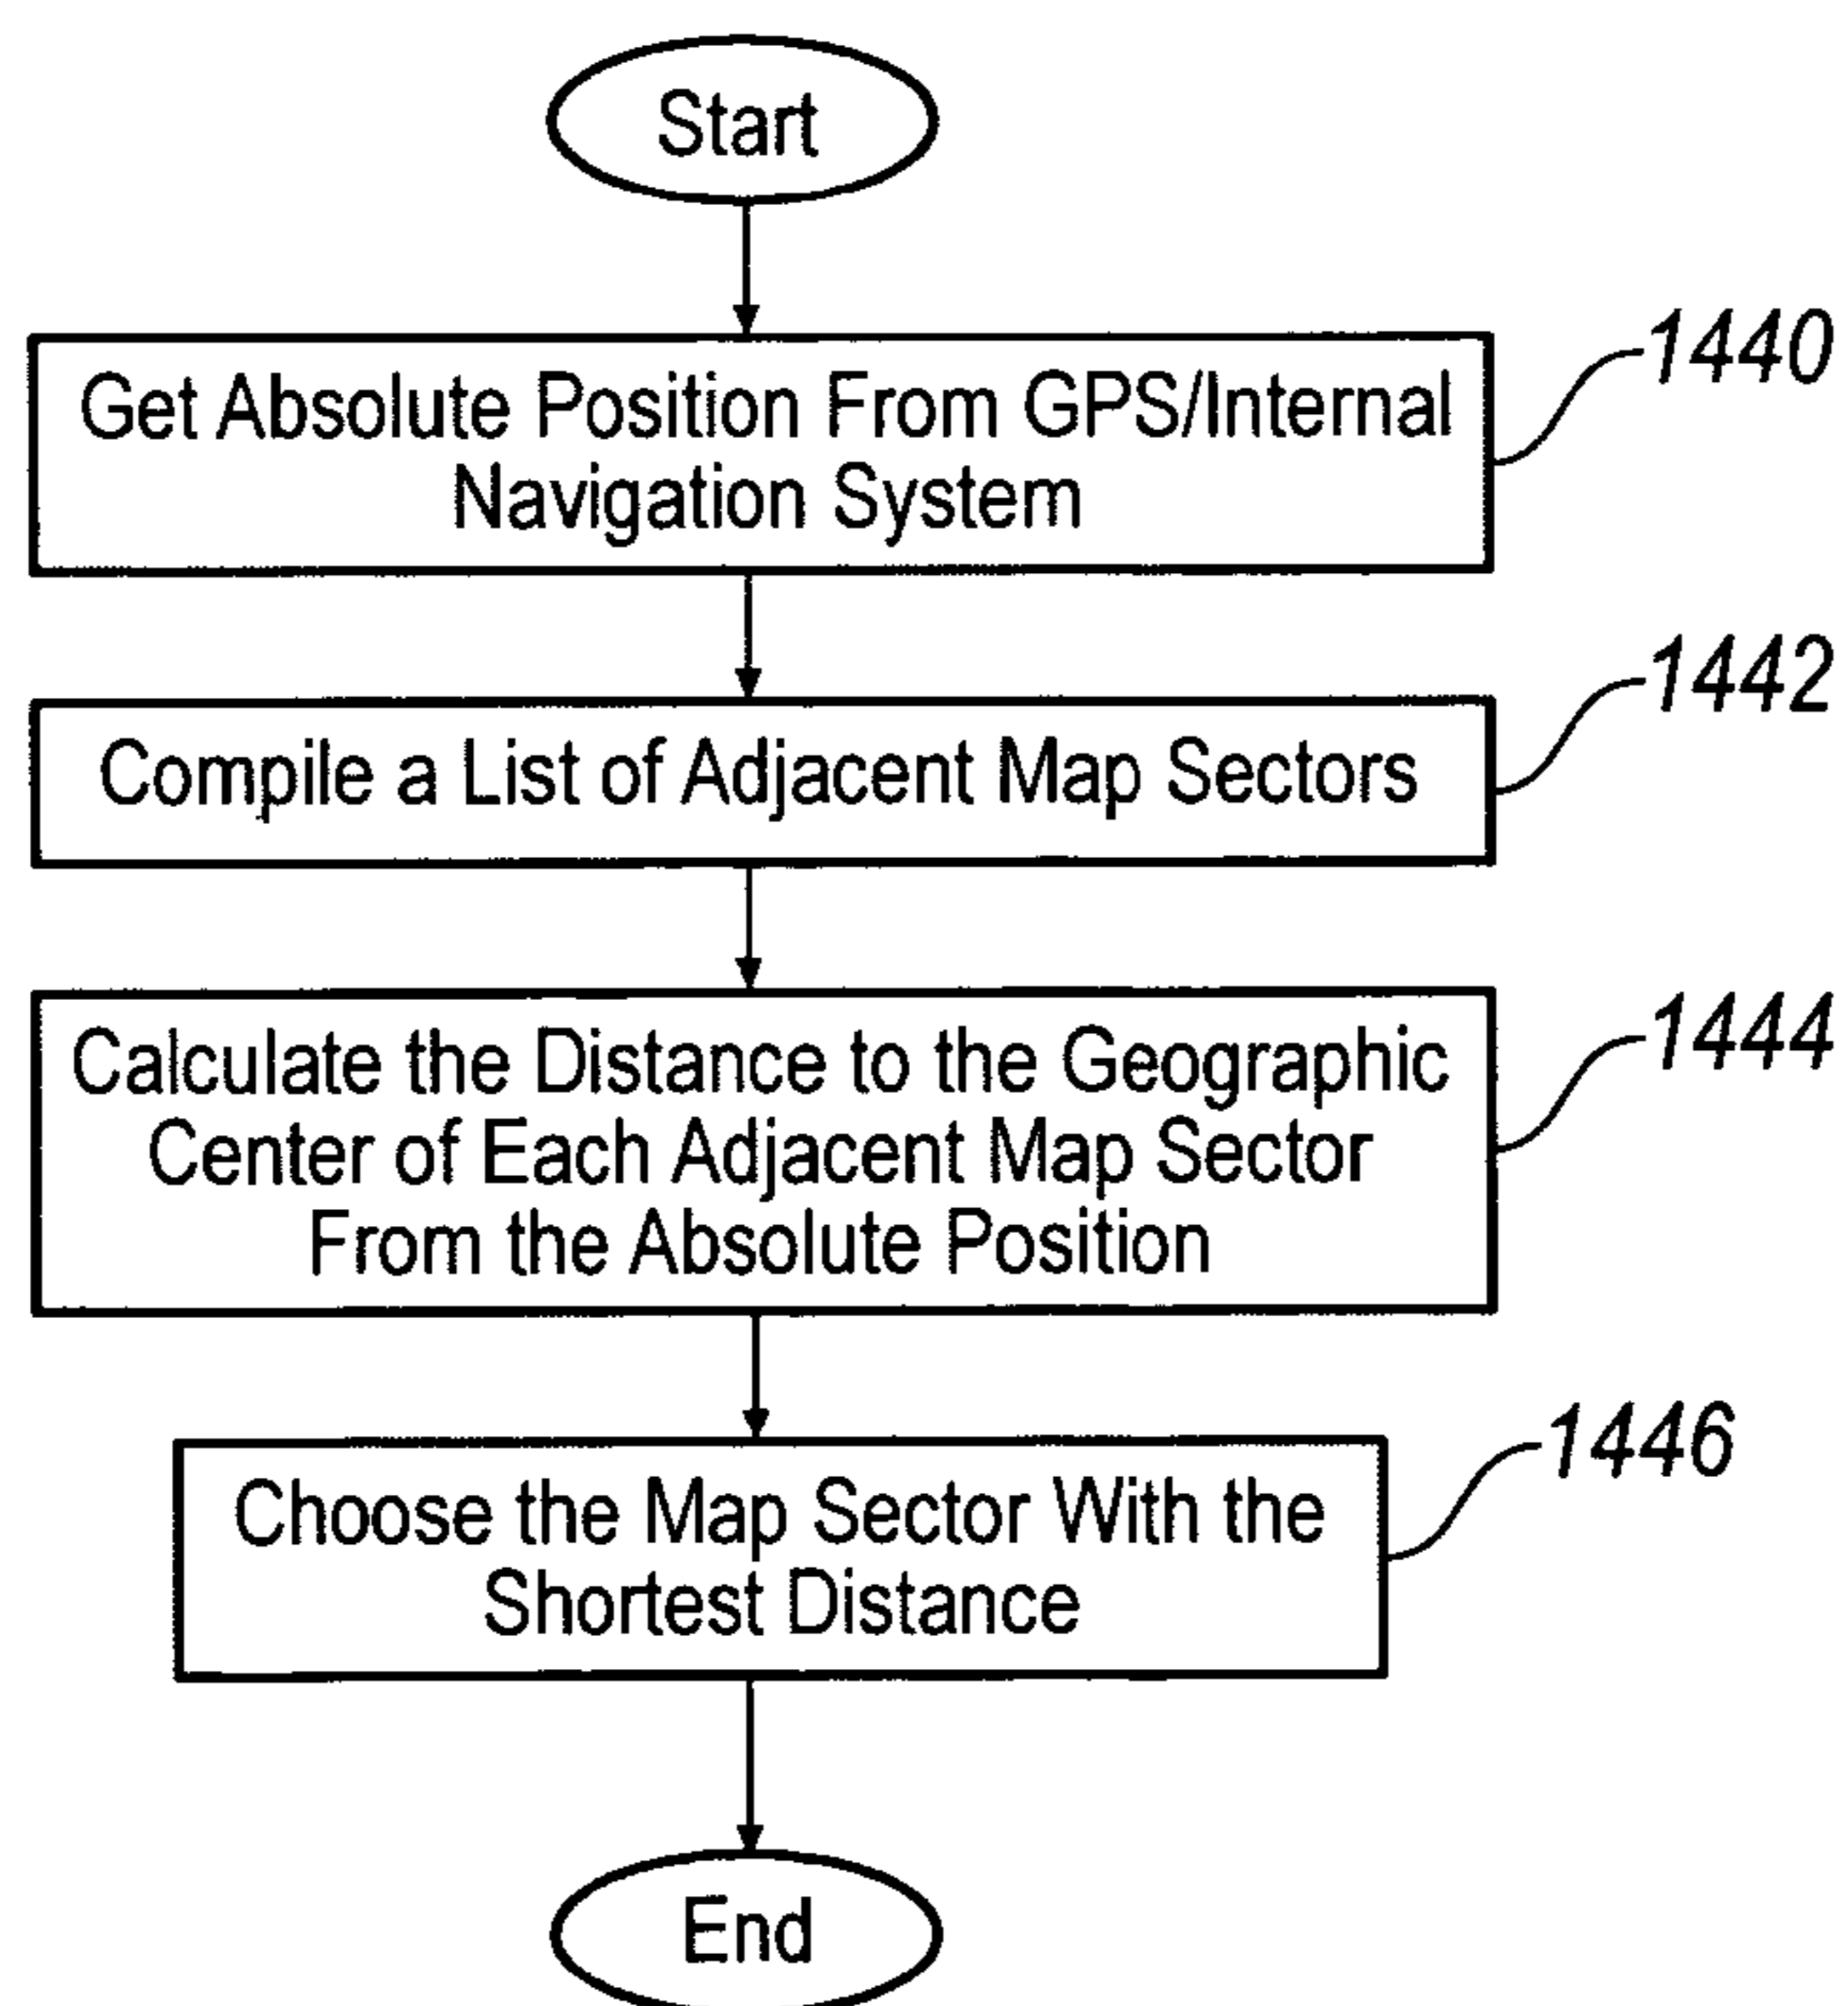 Start
Get Absolute Position From GPS/Internal
Navigation System
1440
Compile a List of Adjacent Map Sectors
1442
Calculate the Distance to the Geographic
Center of Each Adjacent Map Sector
From the Absolute Position
1444
Choose the Map Sector With the
Shortest Distance
1446
End